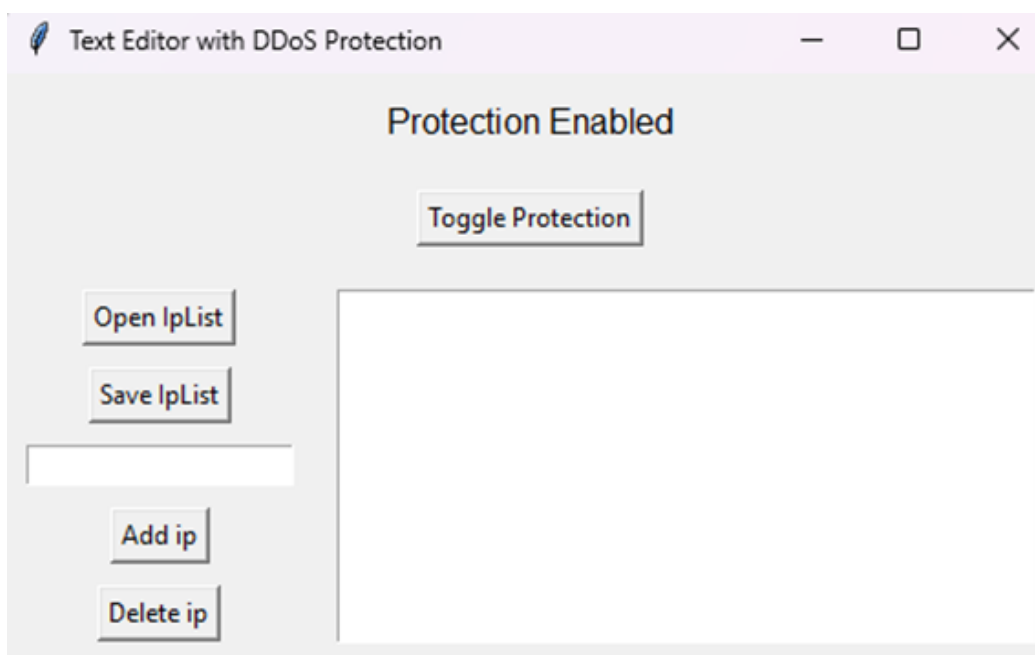 Text Editor with DDoS Protection
Protection Enabled
Toggle Protection
Open IpList
Save IpList
Add ip
Delete ip